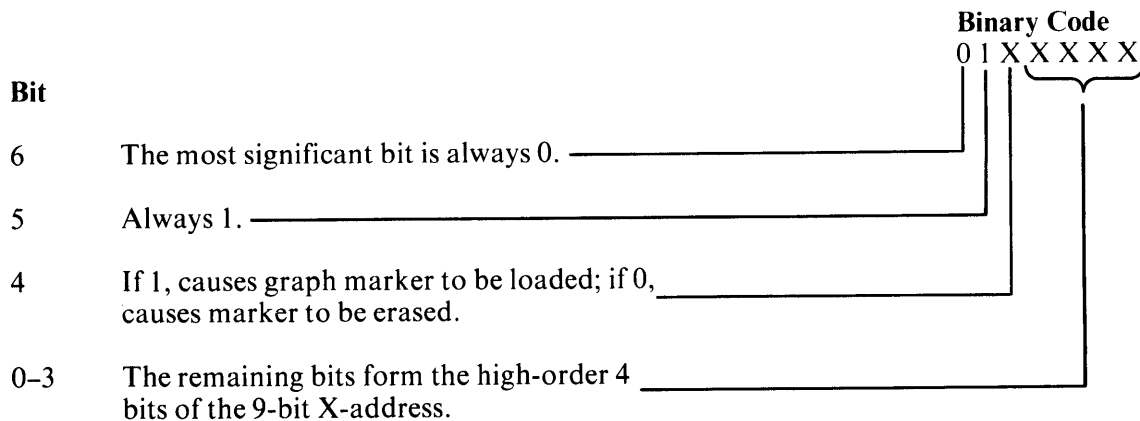 Binary Code
0 1 X X X X X
Bit
6 The most significant bit is always 0.
5 Always 1.
4 If 1, causes graph marker to be loaded; if 0,
causes marker to be erased.
0–3 The remaining bits form the high-order 4
bits of the 9-bit X-address.